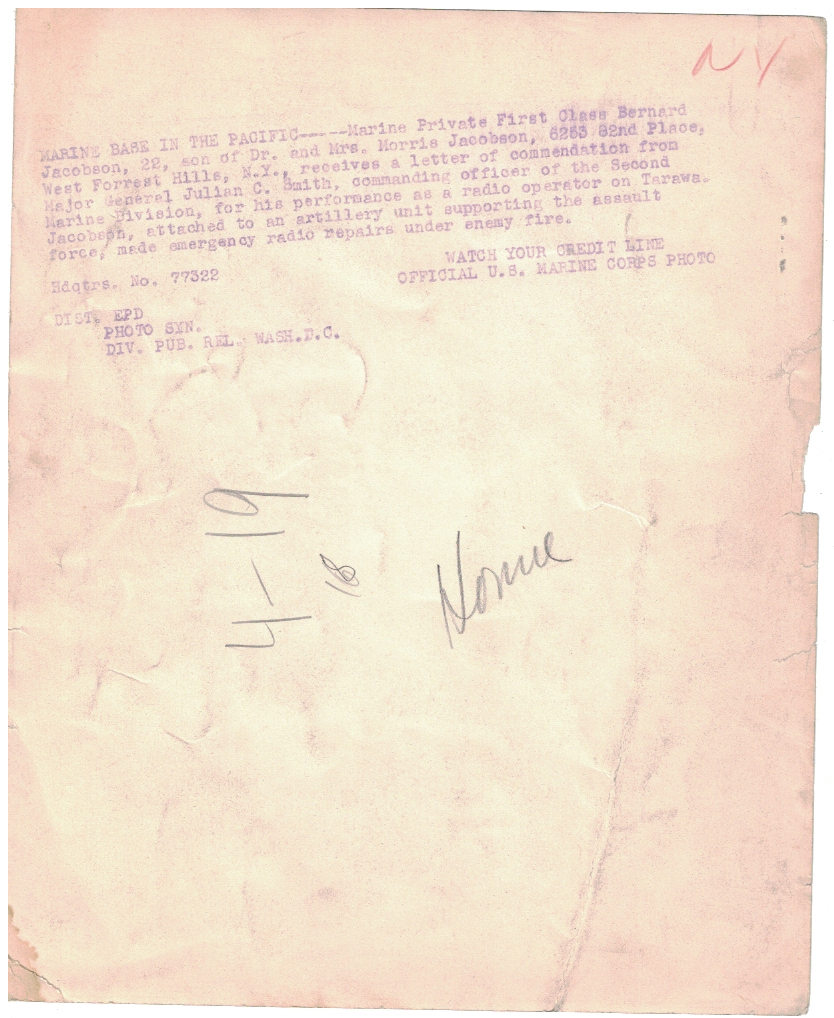 NY
MARINE BASE IN THE PACIFIC-----Marine Private First Class Bernard
Jacobson, 22, son of Dr. and Mrs. Morris Jacobson, 6263 82nd Place,
West Forrest Hills, N.Y., receives a letter of commendation from
Major General Julian C. Smith, commanding officer of the Second
Marine Division, for his performance as a radio operator on Tarawa.
Jacobson, attached to an artillery unit supporting the assault
force, made emergency radio repairs under enemy fire.
WATCH YOUR CREDIT LINE
OFFICIAL U.S. MARINE CORPS PHOTO
Hdqtrs. No. 77322
DIST. EPD
PHOTO SYN.
DIV. PUB. REL. WASH.D.C.
4-19
18